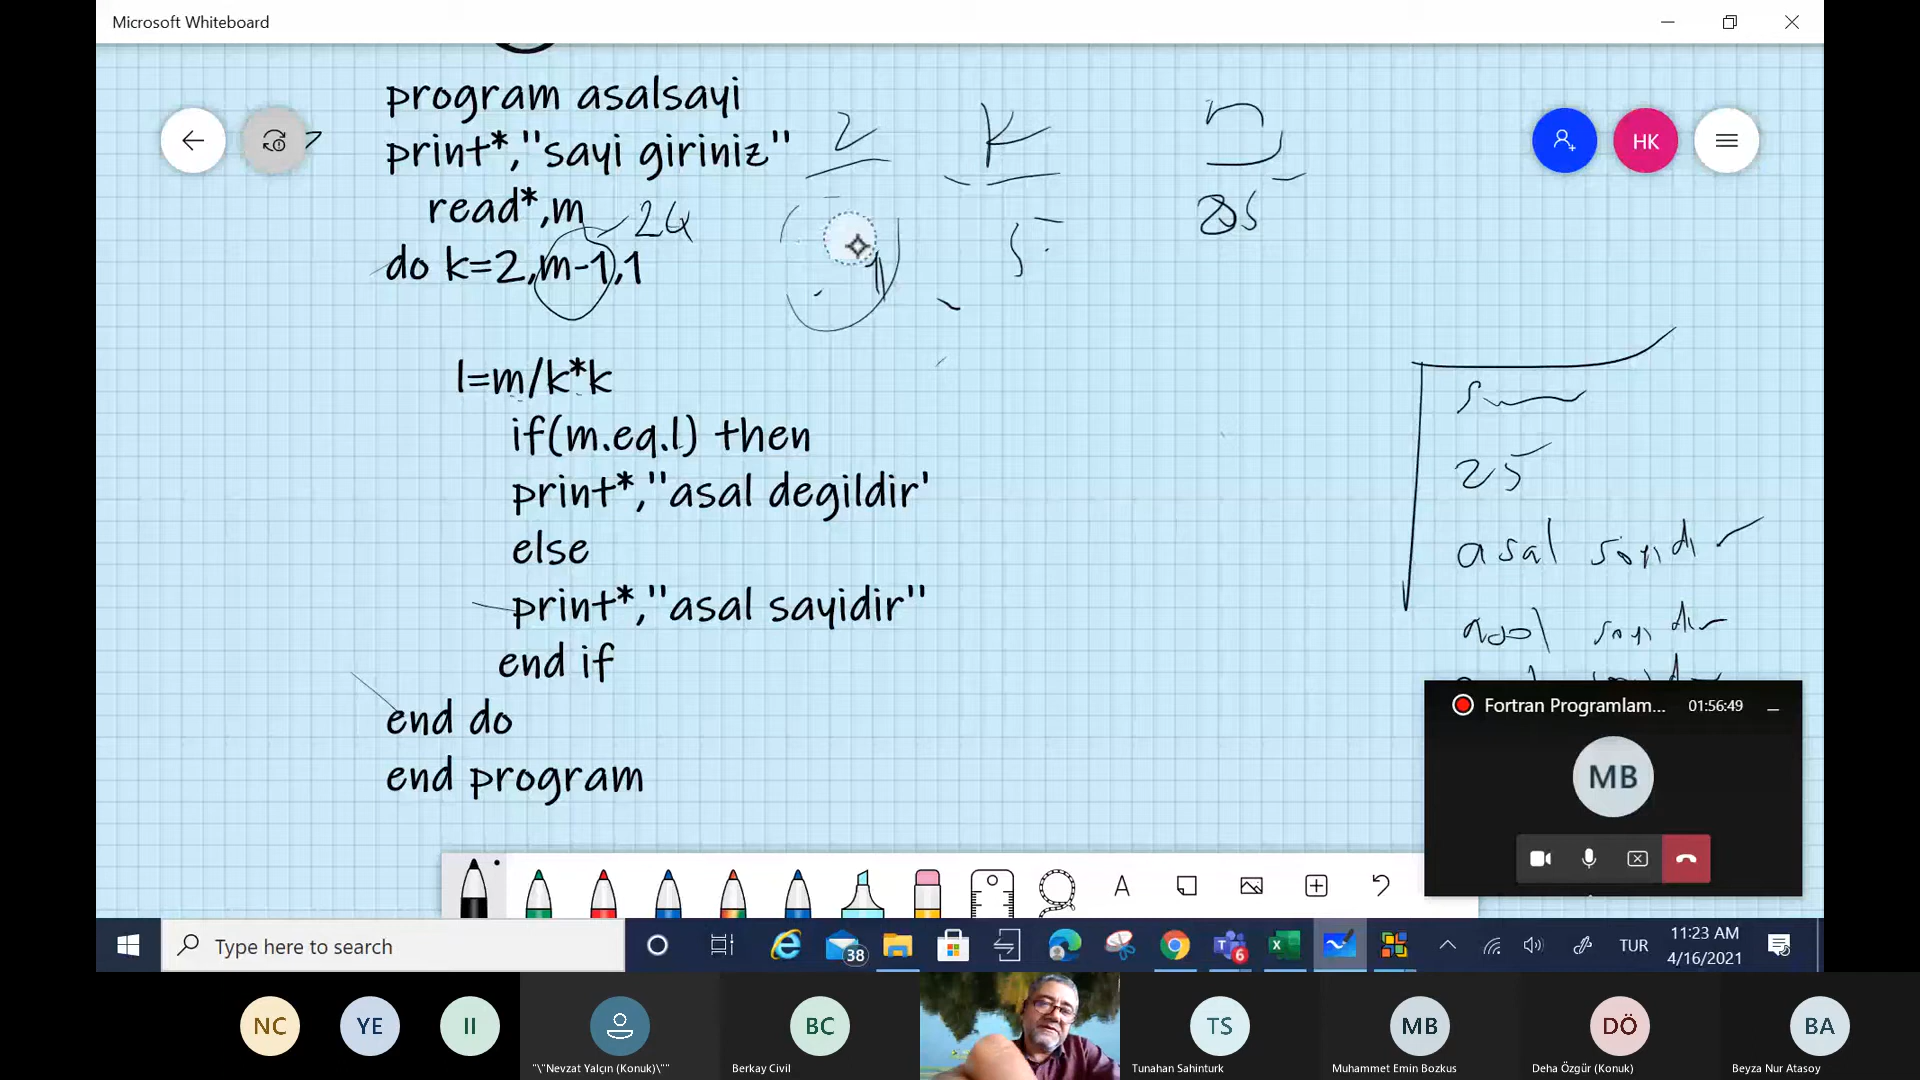 Microsoft Whiteboard
program asalsayi
print*,"sayi giriniz"
read*,m
24
do k=2,m-1,1
l=m/k*k
if(m.eq.l) then
print*,"asal degildir'
else
print*,"asal sayidir"
end if
end do
end program
k
5
25
asal
HK
Fortran Programlam...
01:56:49
MB
A
Type here to search
38
6
TUR
11:23 AM
4/16/2021
NC
YE
II
BC
TS
MB
DÖ
BA
"\"Nevzat Yalçın (Konuk)\""
Berkay Civil
Tunahan Sahinturk
Muhammet Emin Bozkus
Deha Özgür (Konuk)
Beyza Nur Atasoy